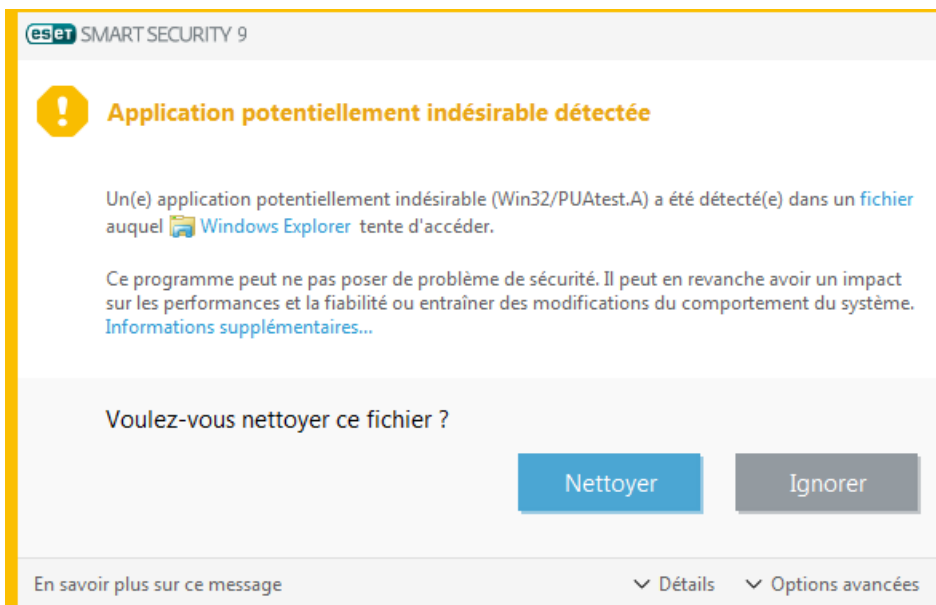 eset SMART SECURITY 9
Application potentiellement indésirable détectée
Un(e) application potentiellement indésirable (Win32/PUAtest.A) a été détecté(e) dans un fichier
auquel Windows Explorer tente d'accéder.
Ce programme peut ne pas poser de problème de sécurité. Il peut en revanche avoir un impact
sur les performances et la fiabilité ou entraîner des modifications du comportement du système.
Informations supplémentaires...
Voulez-vous nettoyer ce fichier ?
Nettoyer
Ignorer
En savoir plus sur ce message
Détails
Options avancées